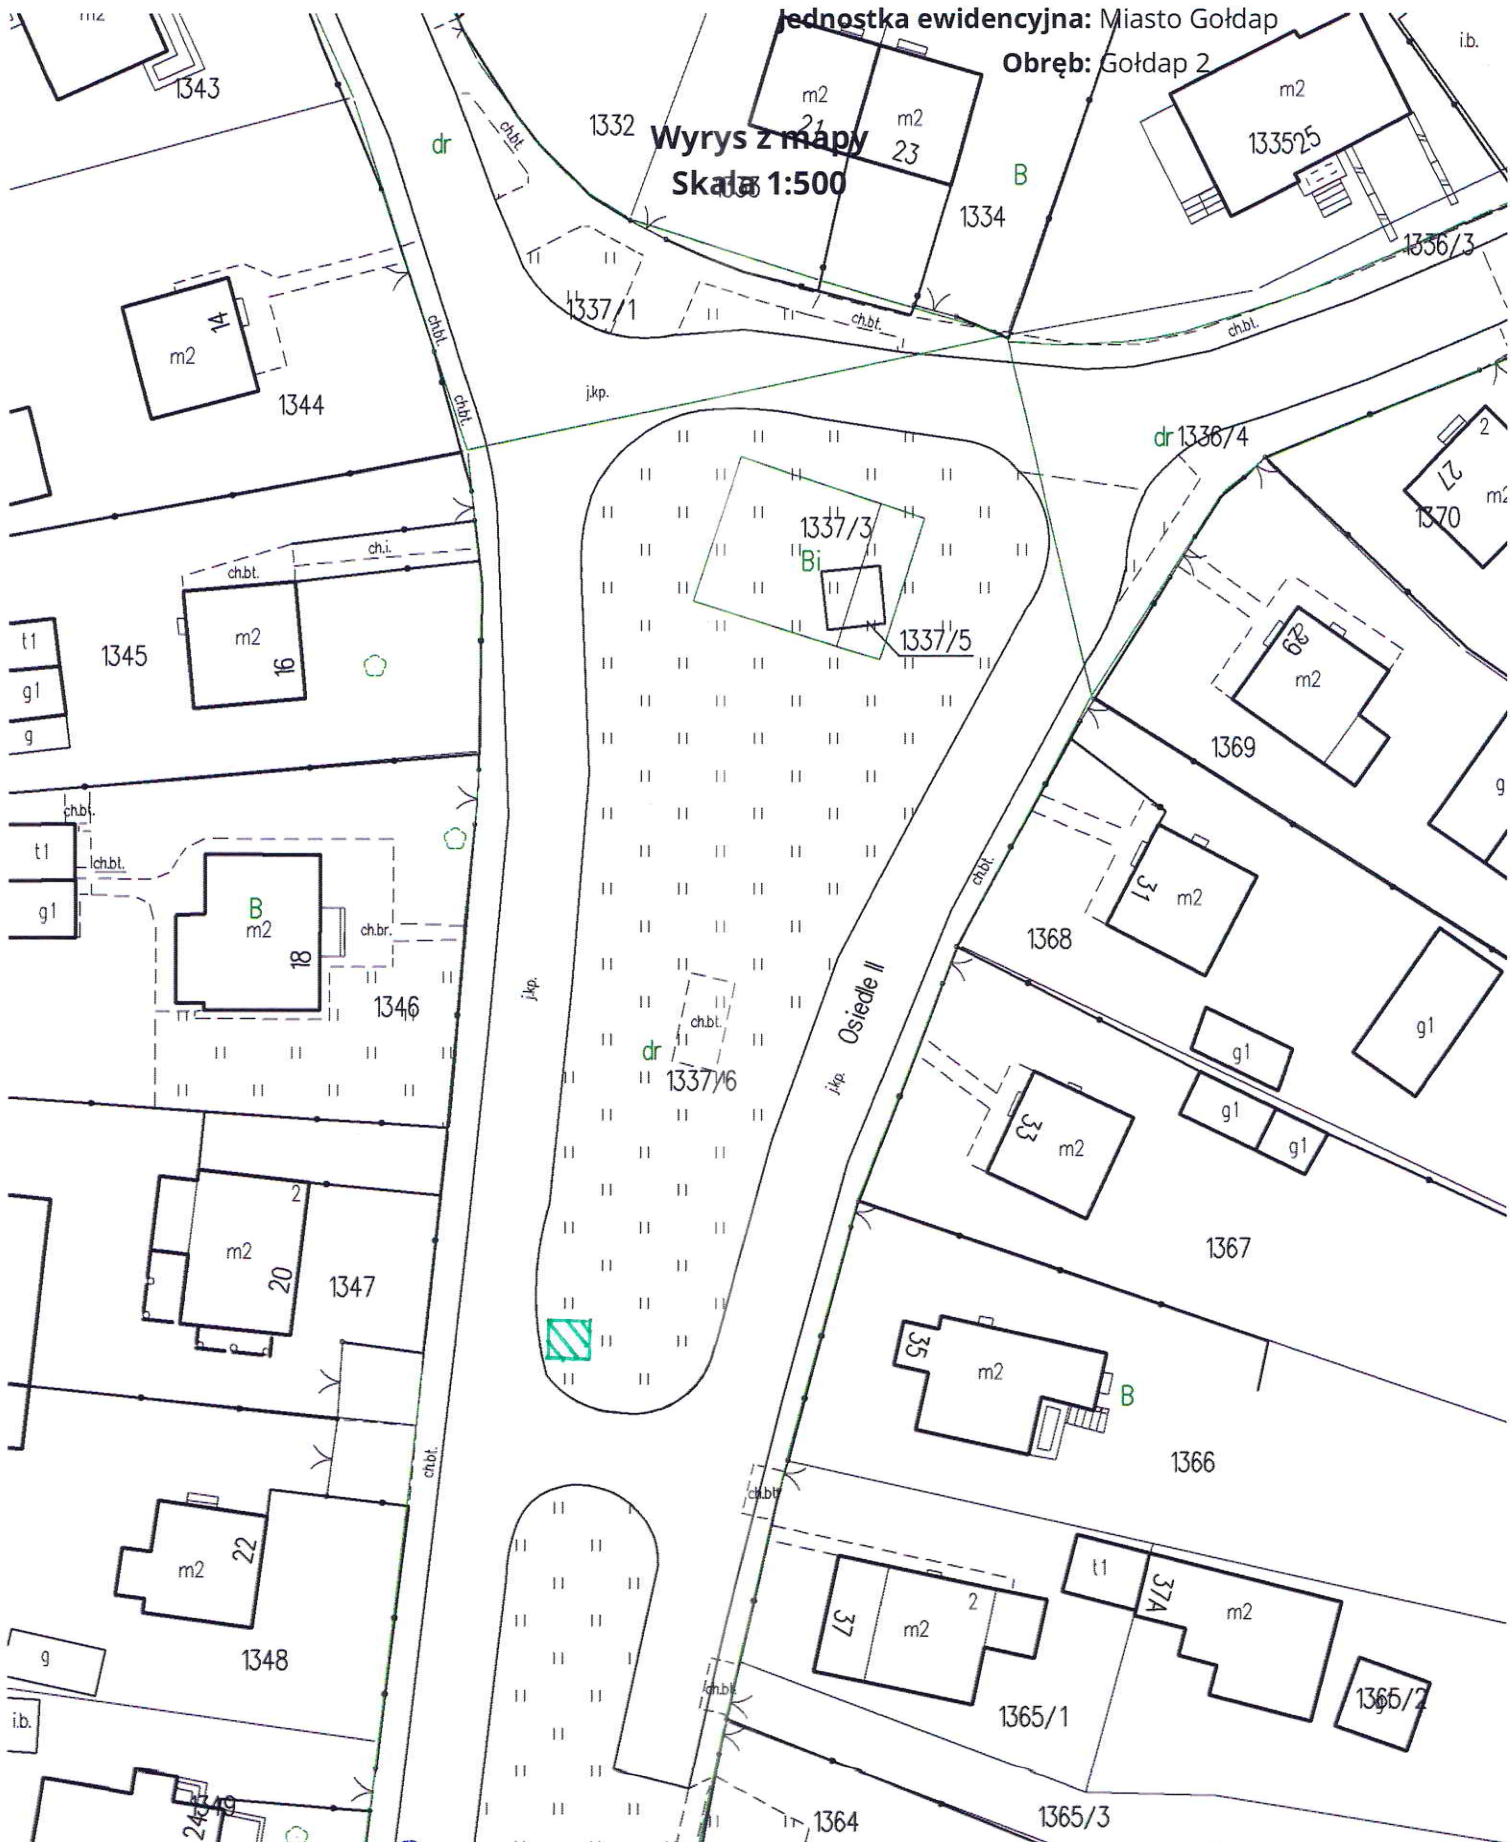 Jednostka ewidencyjna: Miasto Gołdap
Obręb: Gołdap 2
Wyrys z mapy
Skala 1:500
m2
1343
dr
ch.bt.
1332
m2
21
m2
23
B
1334
m2
1335
25
i.b.
1336/3
1337/1
ch.bt.
ch.bt.
14
m2
1344
ch.bt.
ch.bt.
j.kp.
dr 1336/4
2
27
1370
ch.i.
ch.bt.
1337/3
Bi
1337/5
t1
g1
g
1345
m2
16
29
m2
1369
g
ch.bt.
t1
ch.bt.
g1
B
m2
18
ch.br.
1346
j.kp.
ch.bt.
31
m2
1368
g1
ch.bt.
dr
1337/6
Osiedle II
j.kp.
g1
g1
g1
33
m2
1367
2
m2
20
1347
35
m2
B
1366
ch.bt.
ch.bt.
m2
22
1348
g
i.b.
37
m2
2
t1
37A
m2
1365/1
1365/2
ch.bt.
1349
24
1364
1365/3